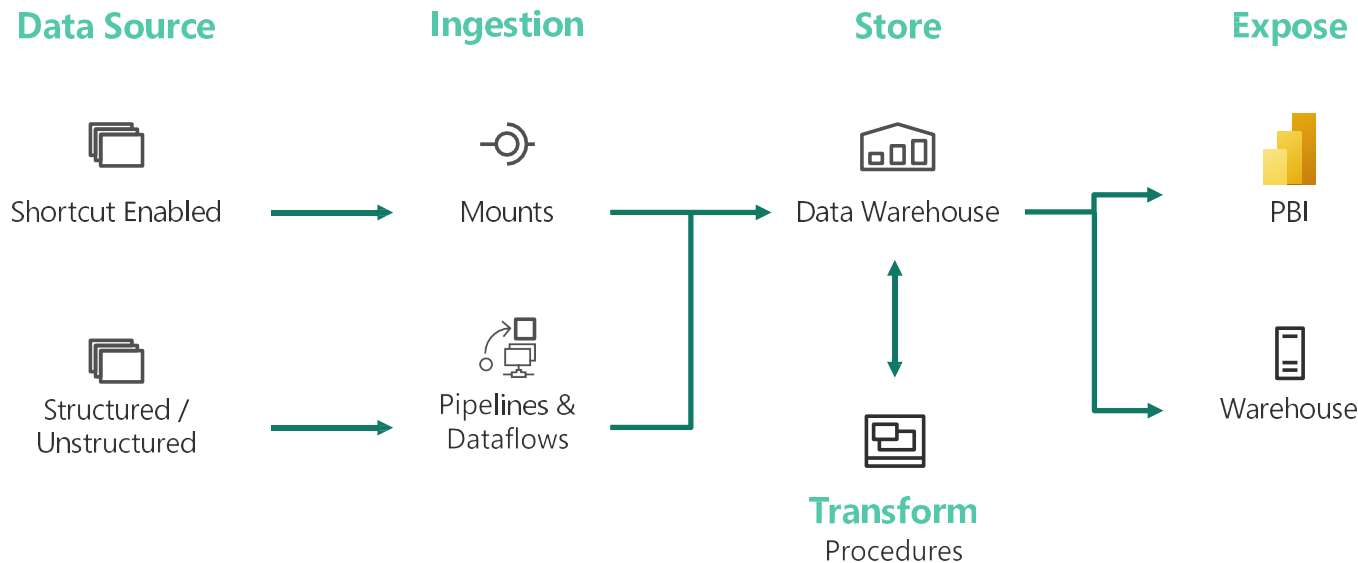 Data Source
Ingestion
Store
Expose
Shortcut Enabled
Mounts
Data Warehouse
PBI
Structured /
Unstructured
Pipelines &
Dataflows
Warehouse
Transform
Procedures